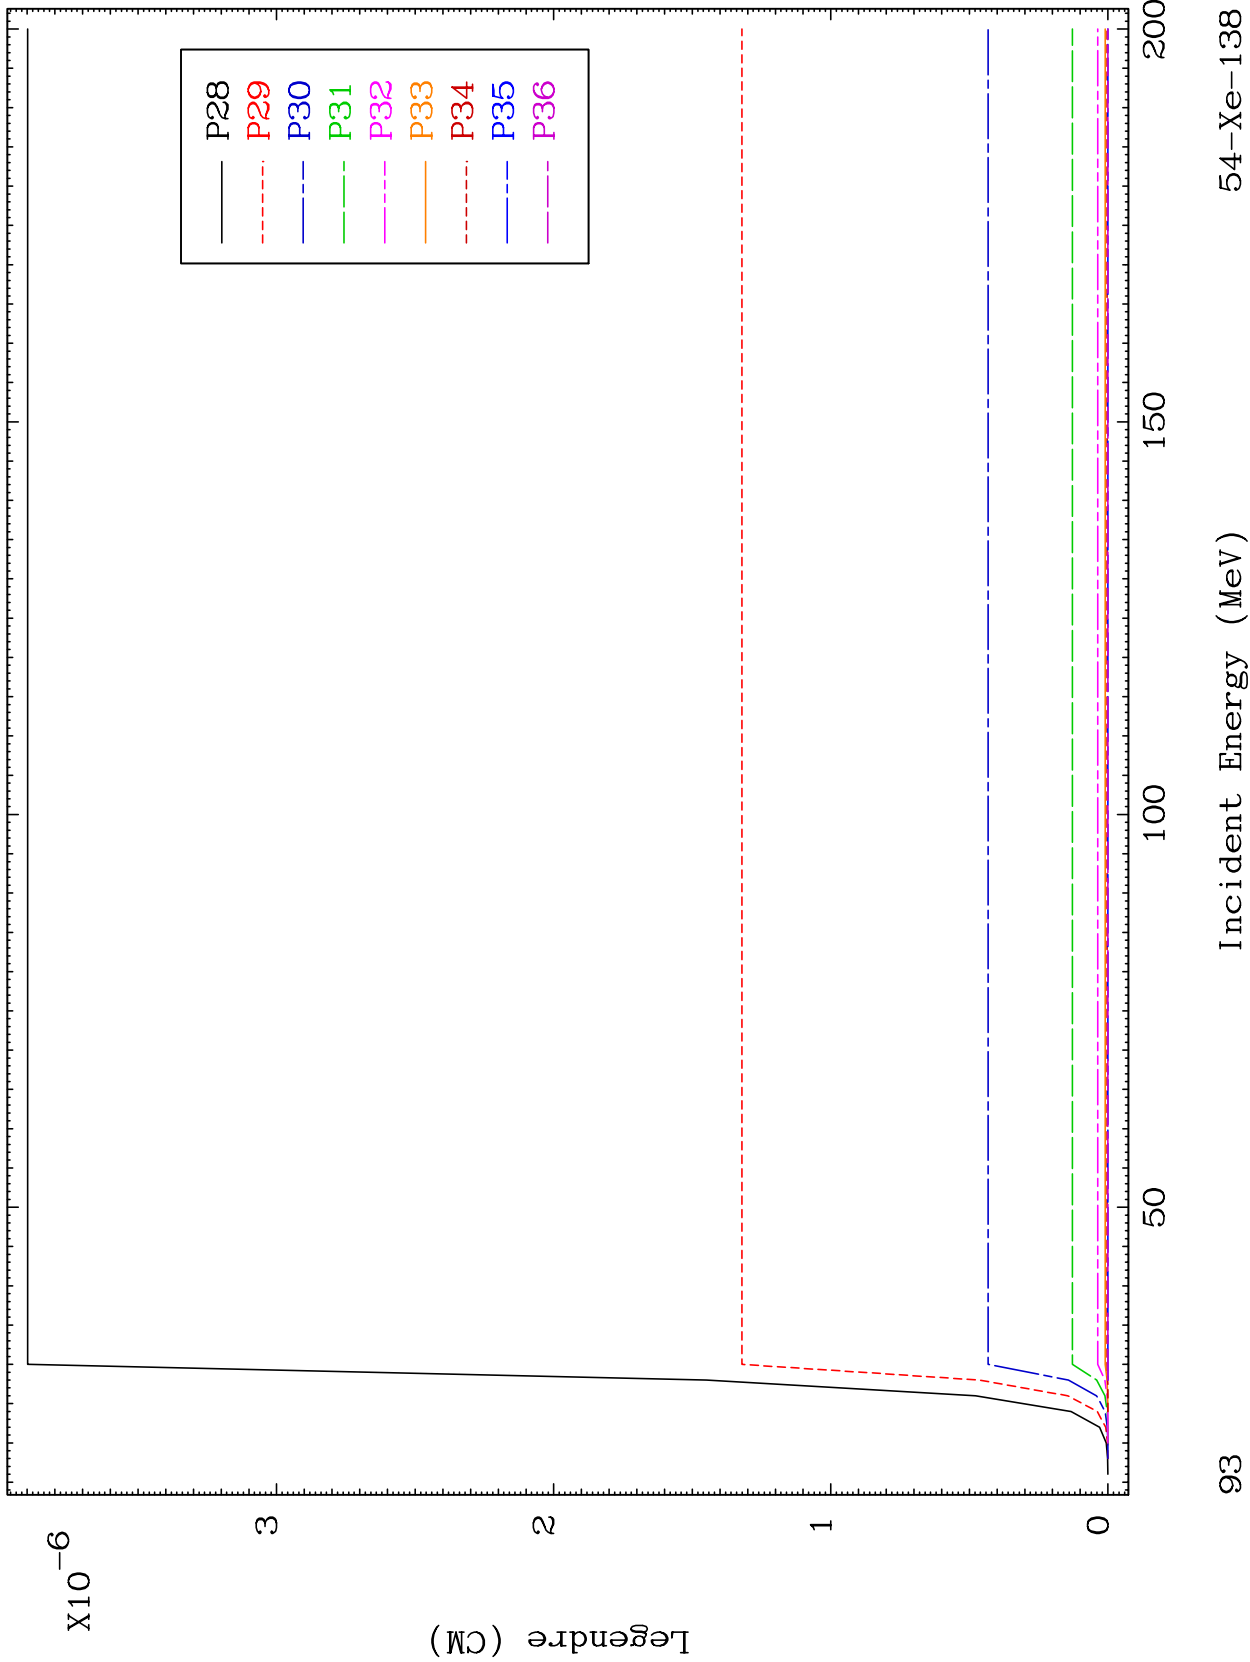 X10-6
3
2
1
0
Legendre (CM)
P28
P29
P30
P31
P32
P33
P34
P35
P36
50
100
150
200
Incident Energy (MeV)
93
54-Xe-138